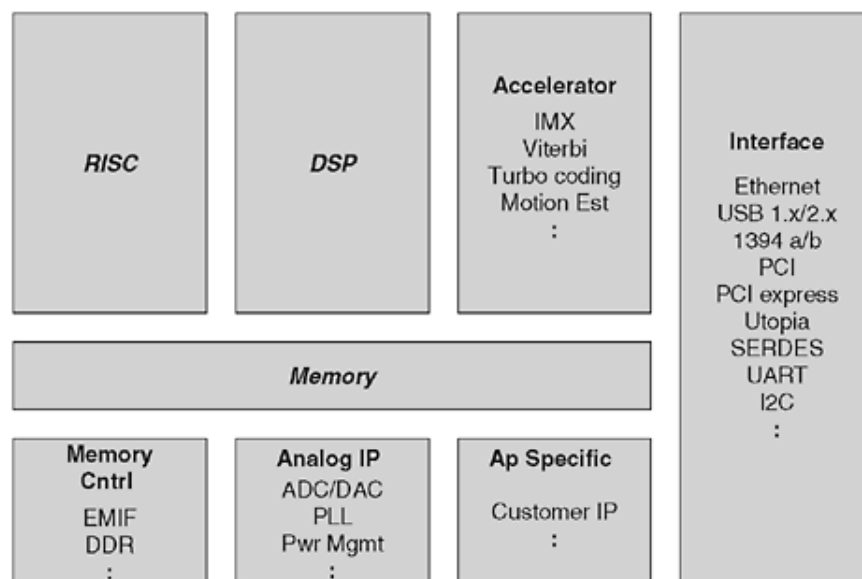 RISC
DSP
Accelerator
IMX
Viterbi
Turbo coding
Motion Est
:
Interface
Ethernet
USB 1.x/2.x
1394 a/b
PCI
PCI express
Utopia
SERDES
UART
I2C
:
Memory
Memory
Cntrl
EMIF
DDR
:
Analog IP
ADC/DAC
PLL
Pwr Mgmt
:
Ap Specific
Customer IP
: